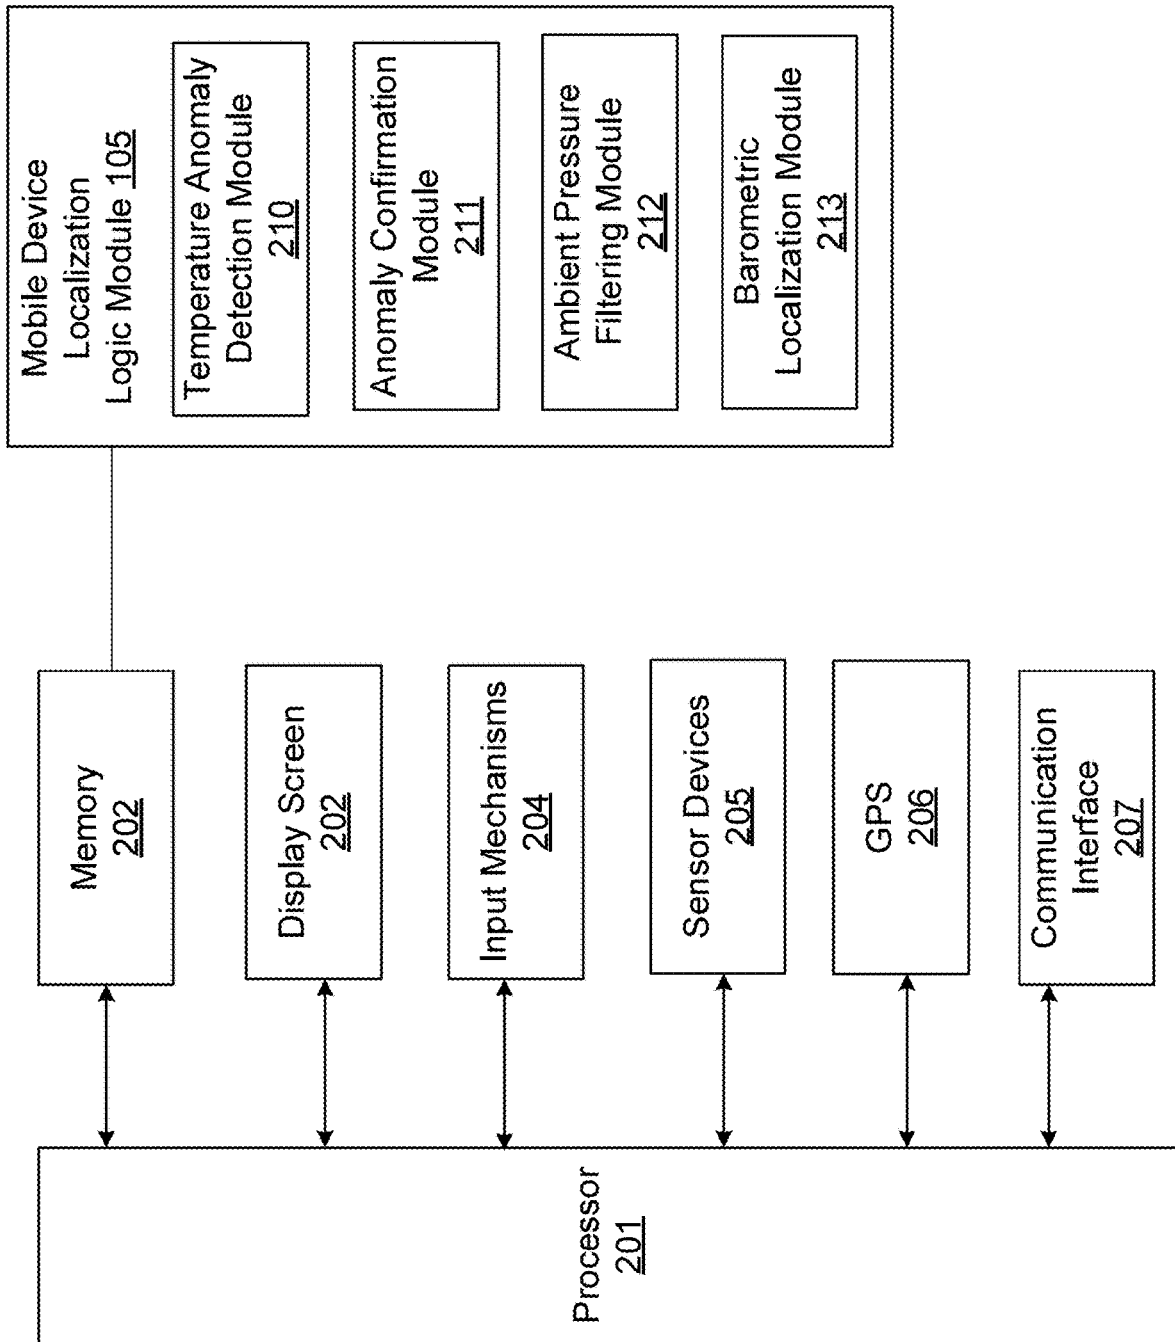 Mobile Device
Localization
Logic Module 105
Temperature Anomaly
Detection Module
210
Anomaly Confirmation
Module
211
Ambient Pressure
Filtering Module
212
Barometric
Localization Module
213
Memory
202
Display Screen
202
Input Mechanisms
204
Sensor Devices
205
GPS
206
Communication
Interface
207
Processor
201